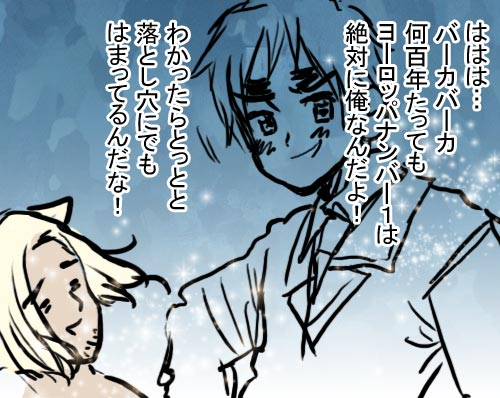 ははは…
バーカバーカ
何百年たっても
ヨーロッパナンバー1は
絶対に俺なんだよ！
わかったらとっとと
落とし穴にでも
はまってるんだな！